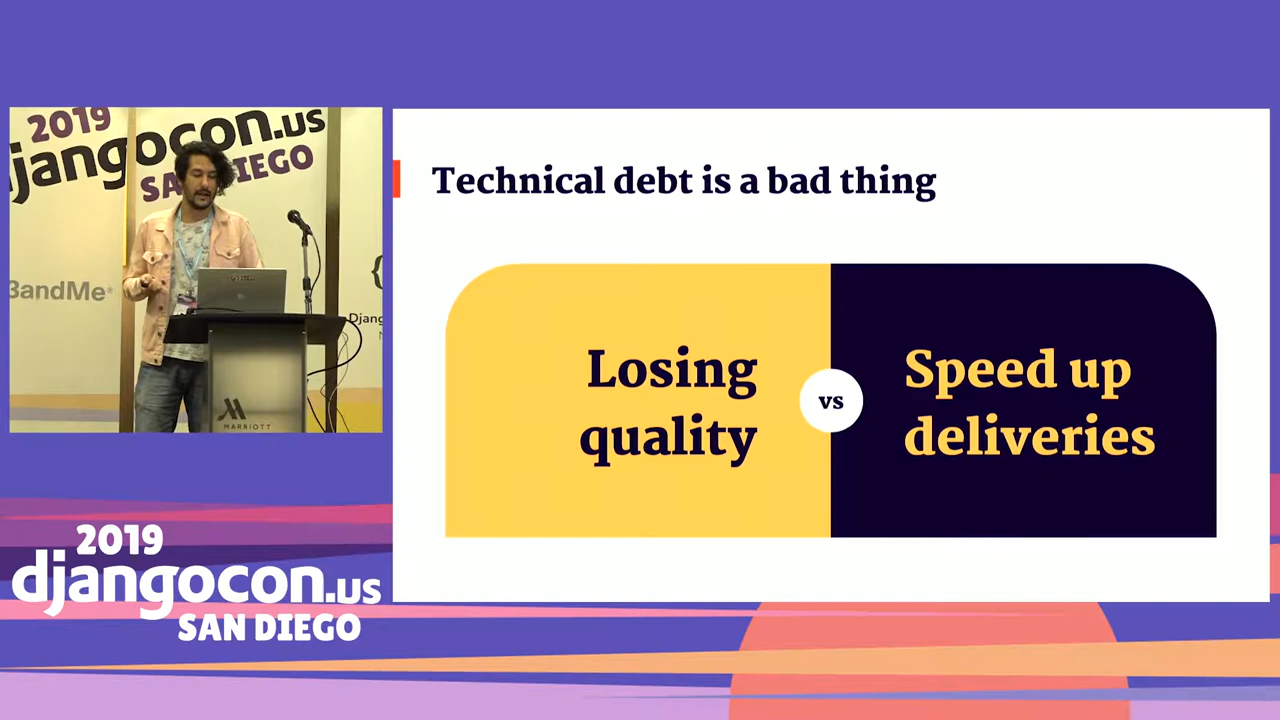 2019
djangocon.us
SAN DIEGO
3andMe®
Djang
MARRIOTT
Technical debt is a bad thing
Losing
quality
vs
Speed up
deliveries
2019
djangocon.us
SAN DIEGO